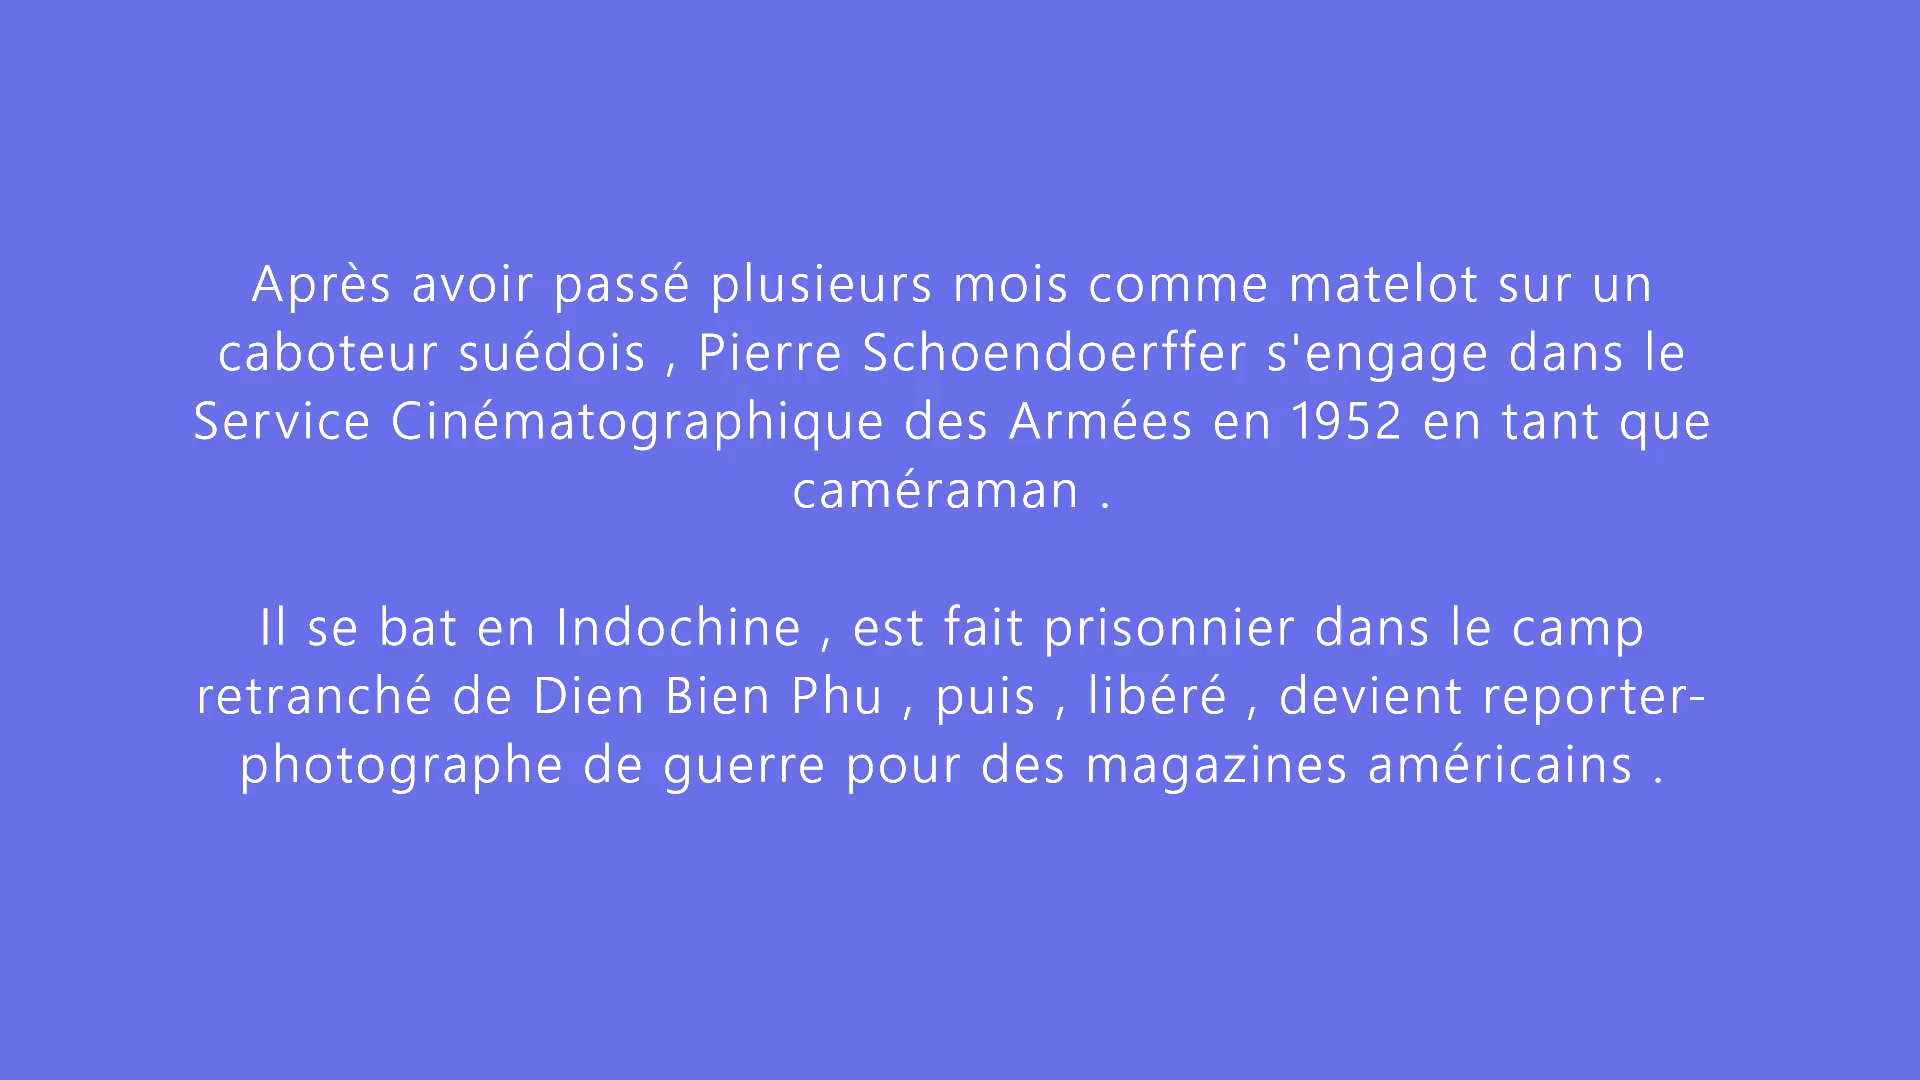 Après avoir passé plusieurs mois comme matelot sur un
caboteur suédois , Pierre Schoendoerffer s'engage dans le
Service Cinématographique des Armées en 1952 en tant que
caméraman .
Il se bat en Indochine , est fait prisonnier dans le camp
retranché de Dien Bien Phu , puis , libéré , devient reporter-
photographe de guerre pour des magazines américains .